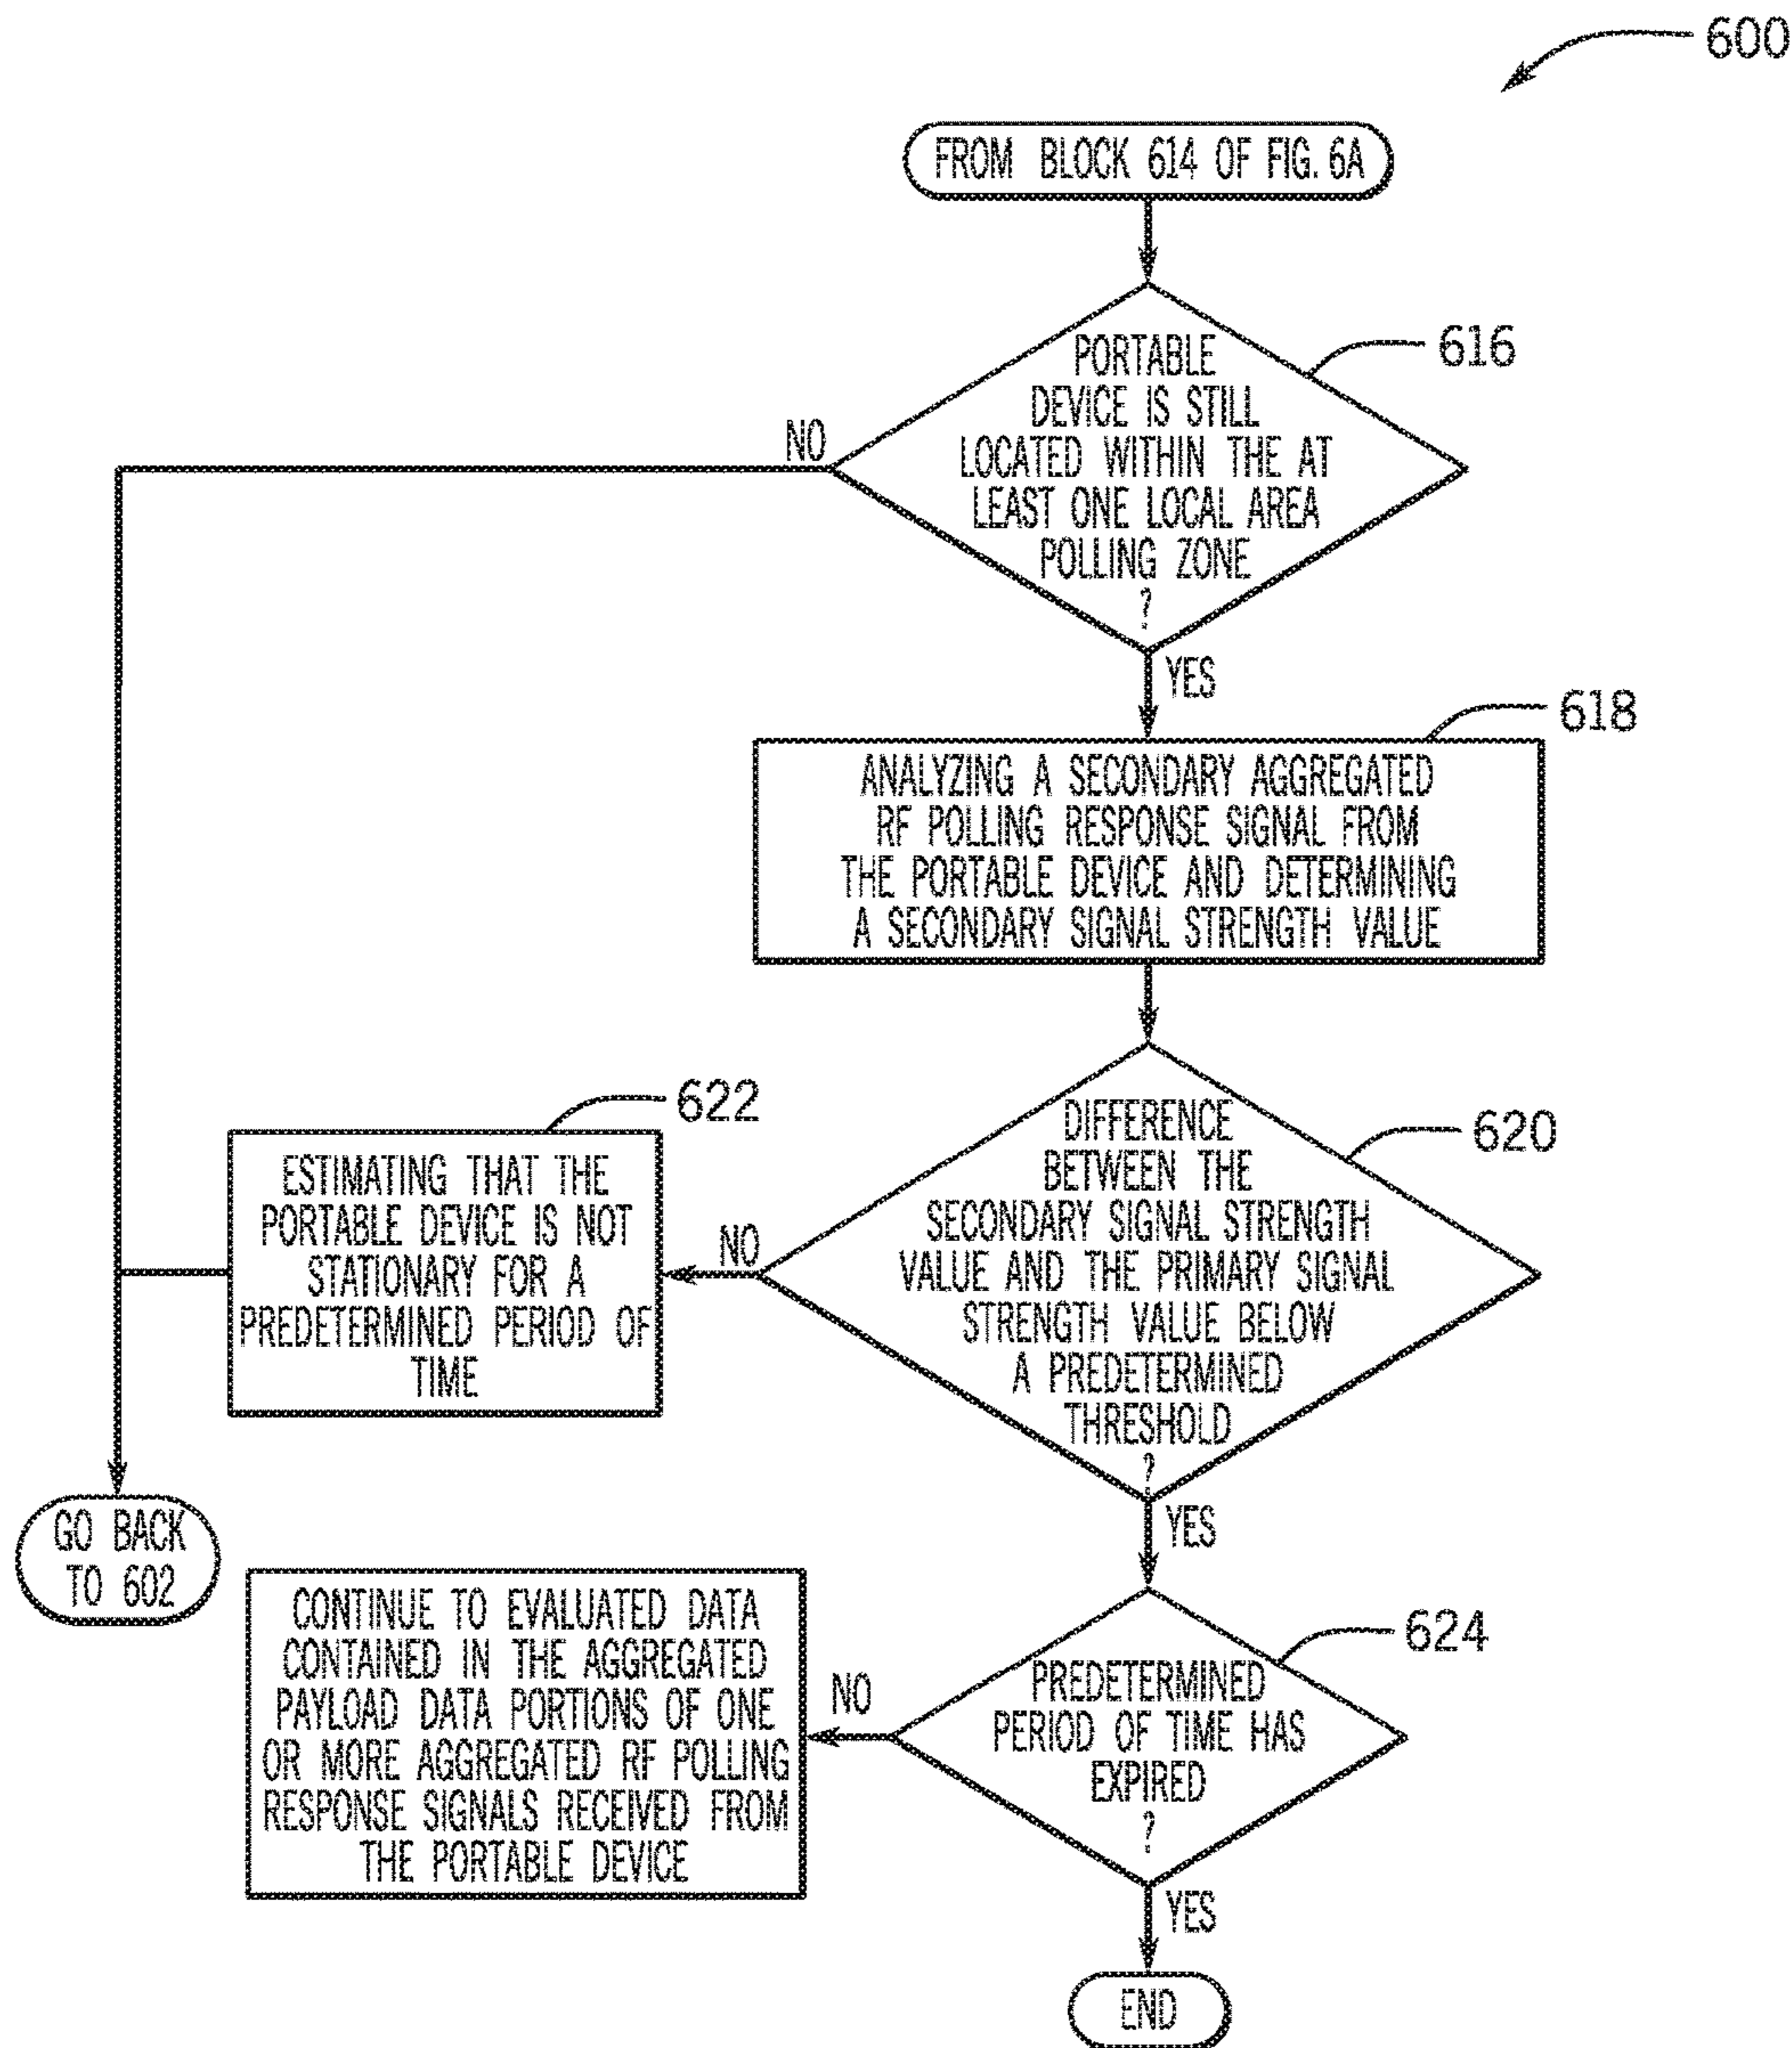 600
FROM BLOCK 614 OF FIG. 6A
PORTABLE
DEVICE IS STILL
LOCATED WITHIN THE AT
LEAST ONE LOCAL AREA
POLLING ZONE
?
616
NO
YES
618
ANALYZING A SECONDARY AGGREGATED
RF POLLING RESPONSE SIGNAL FROM
THE PORTABLE DEVICE AND DETERMINING
A SECONDARY SIGNAL STRENGTH VALUE
DIFFERENCE
BETWEEN THE
SECONDARY SIGNAL STRENGTH
VALUE AND THE PRIMARY SIGNAL
STRENGTH VALUE BELOW
A PREDETERMINED
THRESHOLD
?
620
NO
622
ESTIMATING THAT THE
PORTABLE DEVICE IS NOT
STATIONARY FOR A
PREDETERMINED PERIOD OF
TIME
GO BACK
TO 602
YES
PREDETERMINED
PERIOD OF TIME HAS
EXPIRED
?
624
NO
CONTINUE TO EVALUATED DATA
CONTAINED IN THE AGGREGATED
PAYLOAD DATA PORTIONS OF ONE
OR MORE AGGREGATED RF POLLING
RESPONSE SIGNALS RECEIVED FROM
THE PORTABLE DEVICE
YES
END